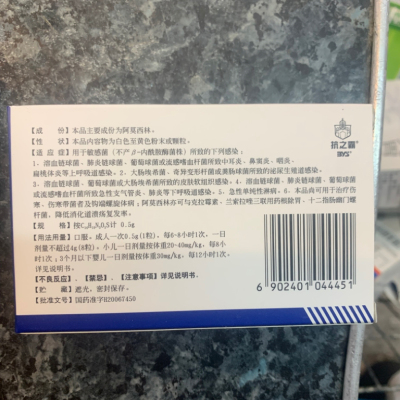 抗之霸
【成 份】本品主要成份为阿莫西林。
【性 状】本品内容物为白色至黄色粉末或颗粒。
【适 应 症】用于敏感菌(不产β-内酰胺酶菌株)所致的下列感染:
1、溶血链球菌、肺炎链球菌、葡萄球菌或流感嗜血杆菌所致中耳炎、鼻窦炎、咽炎、
扁桃体炎等上呼吸道感染。2、大肠埃希菌、奇异变形杆菌或粪肠球菌所致的泌尿生殖道感染。
3、溶血链球菌、葡萄球菌或大肠埃希菌所致的皮肤软组织感染。4、溶血链球菌、肺炎链球菌、葡萄球菌
或流感嗜血杆菌所致急性支气管炎、肺炎等下呼吸道感染。5、急性单纯性淋病。6、本品尚可用于治疗伤
寒、伤寒带菌者及钩端螺旋体病;阿莫西林亦可与克拉霉素、兰索拉唑三联用药根除胃、十二指肠幽门螺
杆菌,降低消化道溃疡复发率。
【规 格】按C₁₆H₁₉N₃O₅S计 0.5g
【用法用量】口服。成人一次0.5g(1粒),每6-8小时1次,一日
剂量不超过4g(8粒)。小儿一日剂量按体重20-40mg/kg,每8小
时1次;3个月以下婴儿一日剂量按体重30mg/kg,每12小时1次。
详见说明书。
【不良反应】、【禁忌】、【注意事项】详见说明书。
【贮 藏】遮光,密封保存。
【批准文号】国药准字H20067450
6 902401 044451